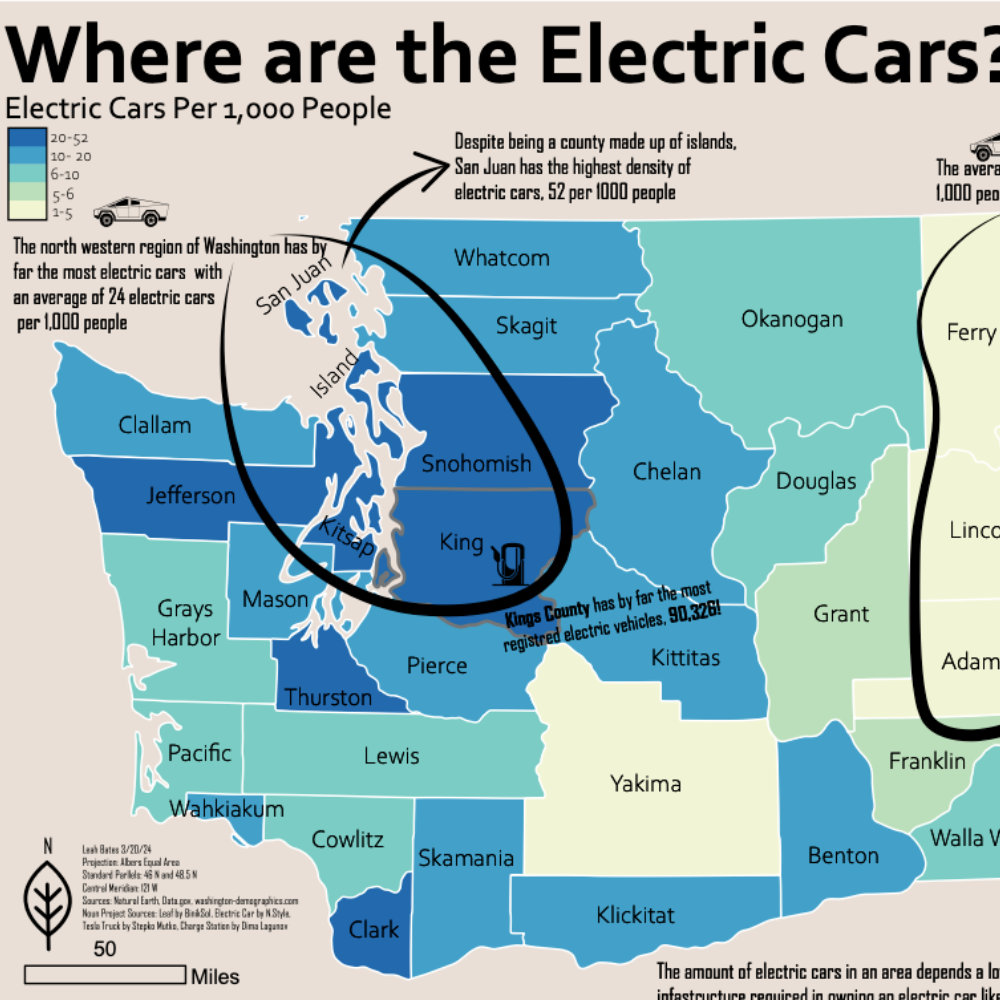 Where are the Electric Cars?
Electric Cars Per 1,000 People
20-52
10- 20
6-10
5-6
1-5
Despite being a county made up of islands,
San Juan has the highest density of
electric cars, 52 per 1000 people
The avera
1,000 peo
The north western region of Washington has by
far the most electric cars with
an average of 24 electric cars
per 1,000 people
San Juan
Whatcom
Skagit
Okanogan
Ferry
Island
Clallam
Snohomish
Chelan
Douglas
Jefferson
Kitsap
King
Linco
Mason
Kings County has by far the most
registred electric vehicles, 90,326!
Grays
Harbor
Grant
Pierce
Kittitas
Adam
Thurston
Pacific
Lewis
Yakima
Franklin
Wahkiakum
Cowlitz
Skamania
Benton
Walla W
Clark
Klickitat
N
Leah Bates 3/20/24
Projection: Albers Equal Area
Standard Parllels: 46 N and 48.5 N
Central Meridian: 121 W
Sources: Natural Earth, Data.gov, washington-demographics.com
Noun Project Sources: Leaf by BinikSol, Electric Car by N.Style,
Tesla Truck by Stepko Mutko, Charge Station by Dima Lagunov
50
Miles
The amount of electric cars in an area depends a lo
infastructure required in owning an electric car like